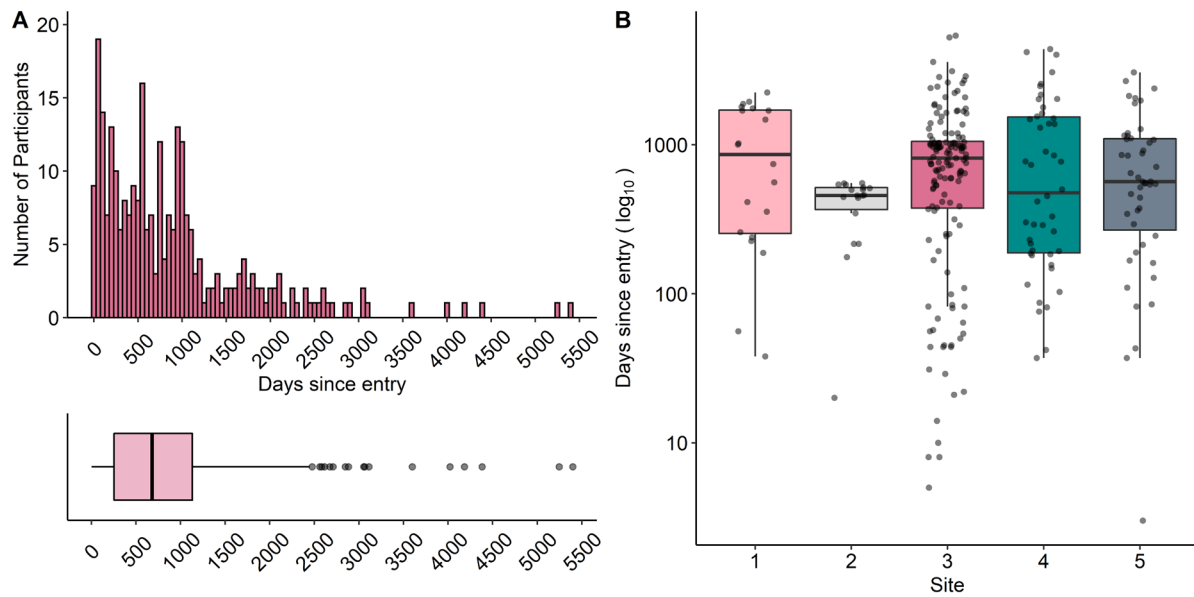 A
Number of Participants
20
15
10
5
0
0 500 1000 1500 2000 2500 3000 3500 4000 4500 5000 5500
Days since entry
0 500 1000 1500 2000 2500 3000 3500 4000 4500 5000 5500
B
Days since entry ( log₁₀ )
1000
100
10
1 2 3 4 5
Site